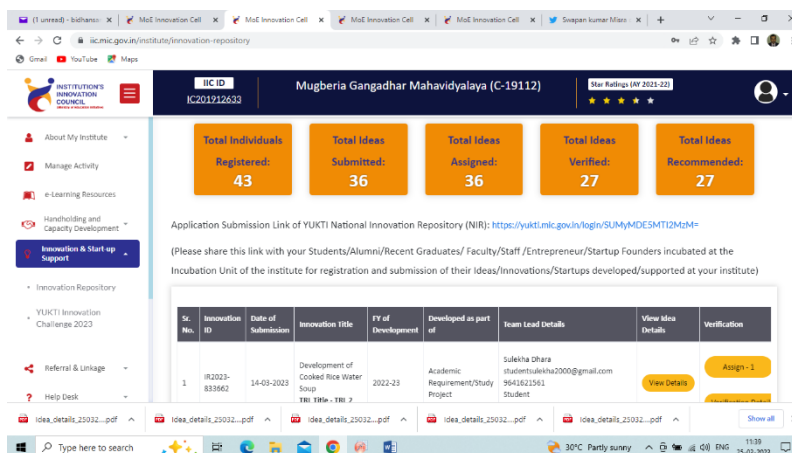 (1 unread) - bidhansa
MoE Innovation Cell
MoE Innovation Cell
MoE Innovation Cell
MoE Innovation Cell
Swapan kumar Misra
iic.mic.gov.in/institute/innovation-repository
Gmail
YouTube
Maps
INSTITUTION'S
INNOVATION
COUNCIL
IIC ID
IC201912633
Mugberia Gangadhar Mahavidyalaya (C-19112)
Star Ratings (AY 2021-22)
About My Institute
Manage Activity
e-Learning Resources
Handholding and
Capacity Development
Innovation & Start-up
Support
Innovation Repository
YUKTI Innovation
Challenge 2023
Referral & Linkage
Help Desk
Total Individuals
Registered:
43
Total Ideas
Submitted:
36
Total Ideas
Assigned:
36
Total Ideas
Verified:
27
Total Ideas
Recommended:
27
Application Submission Link of YUKTI National Innovation Repository (NIR): https://yukti.mic.gov.in/login/SUMyMDE5MTI2MzM=
(Please share this link with your Students/Alumni/Recent Graduates/ Faculty/Staff /Entrepreneur/Startup Founders incubated at the
Incubation Unit of the institute for registration and submission of their Ideas/Innovations/Startups developed/supported at your institute)
Sr. No.
Innovation ID
Date of Submission
Innovation Title
FY of Development
Developed as part of
Team Lead Details
View Idea Details
Verification
1
IR2023-833662
14-03-2023
Development of
Cooked Rice Water
Soup
TRL Title - TRL 2
2022-23
Academic
Requirement/Study
Project
Sulekha Dhara
studentsulekha2000@gmail.com
9641621561
Student
View Details
Assign - 1
Idea_details_25032....pdf
Idea_details_25032....pdf
Idea_details_25032....pdf
Idea_details_25032....pdf
Idea_details_25032....pdf
Show all
Type here to search
30°C Partly sunny
ENG
11:39